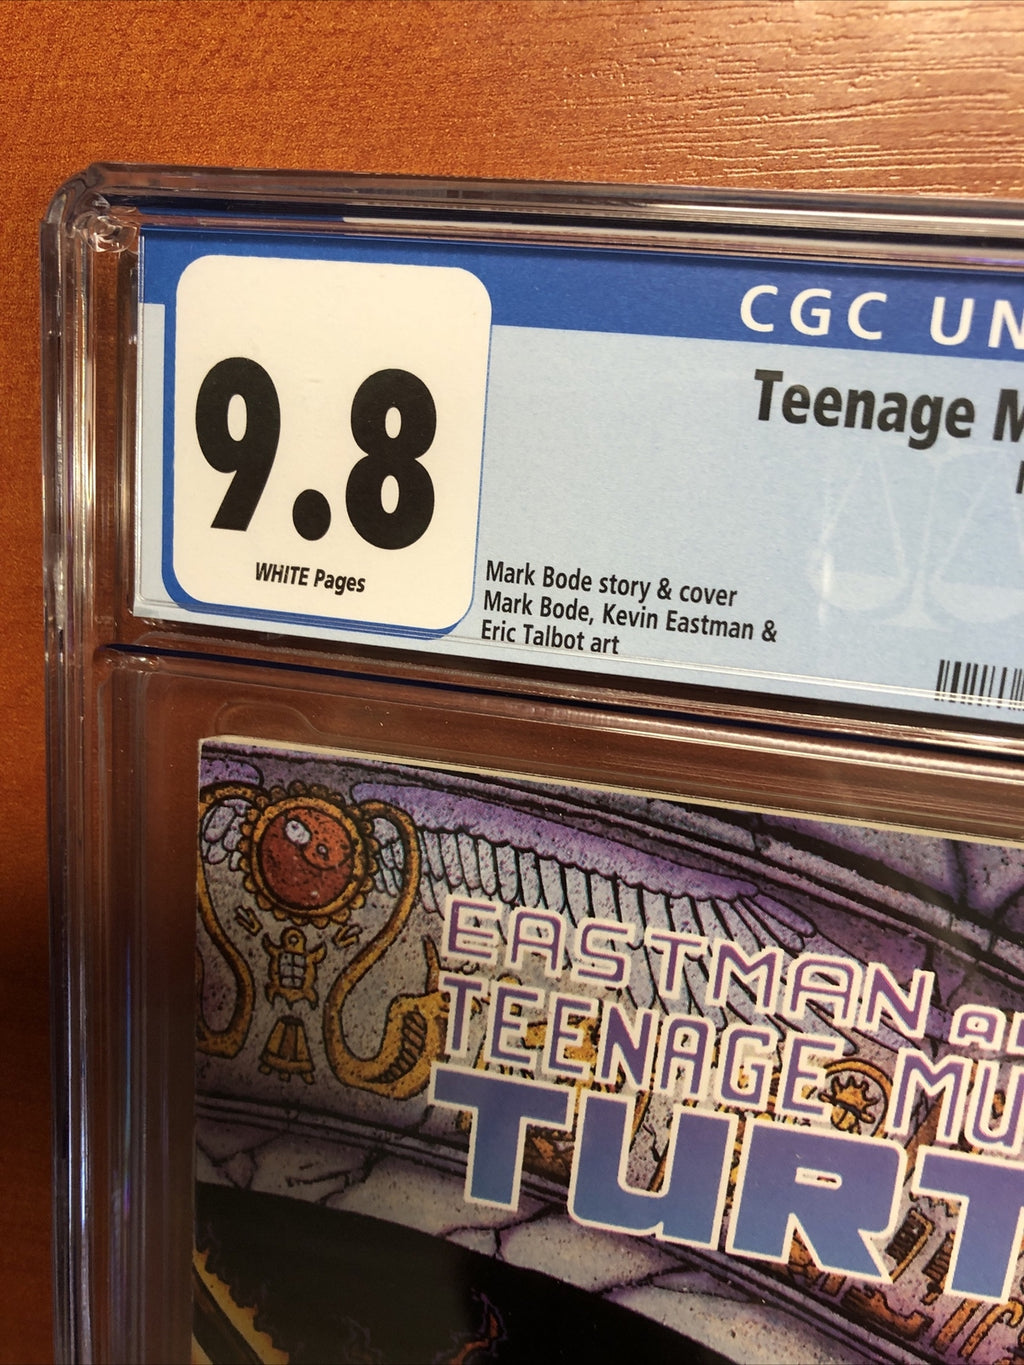 9.8
WHITE Pages
CGC UN
Teenage M
Mark Bode story & cover
Mark Bode, Kevin Eastman &
Eric Talbot art
EASTMAN A
TEENAGE MU
TURT